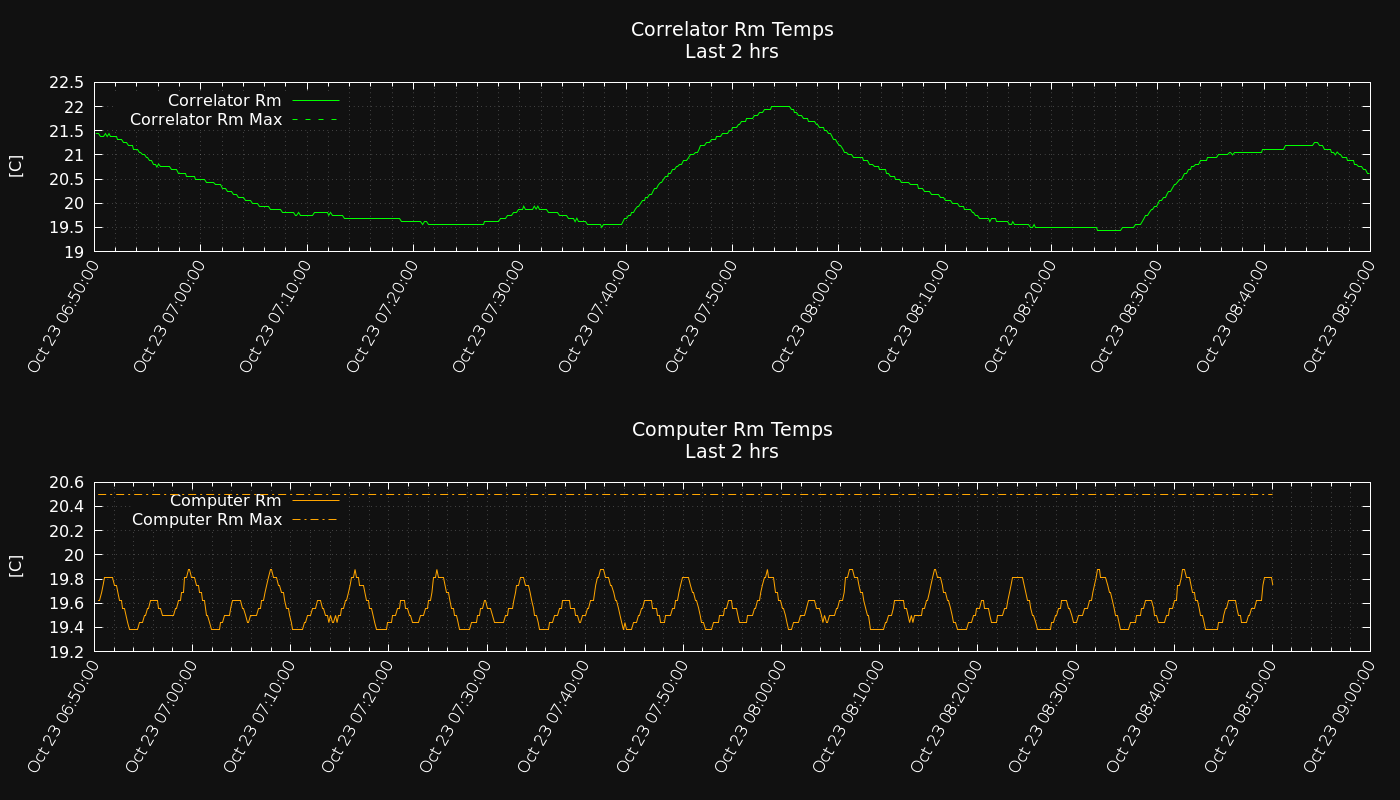 Correlator Rm Temps
Last 2 hrs
22.5
22
21.5
21
20.5
20
19.5
19
[C]
Correlator Rm
Correlator Rm Max
Oct 23 06:50:00
Oct 23 07:00:00
Oct 23 07:10:00
Oct 23 07:20:00
Oct 23 07:30:00
Oct 23 07:40:00
Oct 23 07:50:00
Oct 23 08:00:00
Oct 23 08:10:00
Oct 23 08:20:00
Oct 23 08:30:00
Oct 23 08:40:00
Oct 23 08:50:00
Computer Rm Temps
Last 2 hrs
20.6
20.4
20.2
20
19.8
19.6
19.4
19.2
[C]
Computer Rm
Computer Rm Max
Oct 23 06:50:00
Oct 23 07:00:00
Oct 23 07:10:00
Oct 23 07:20:00
Oct 23 07:30:00
Oct 23 07:40:00
Oct 23 07:50:00
Oct 23 08:00:00
Oct 23 08:10:00
Oct 23 08:20:00
Oct 23 08:30:00
Oct 23 08:40:00
Oct 23 08:50:00
Oct 23 09:00:00